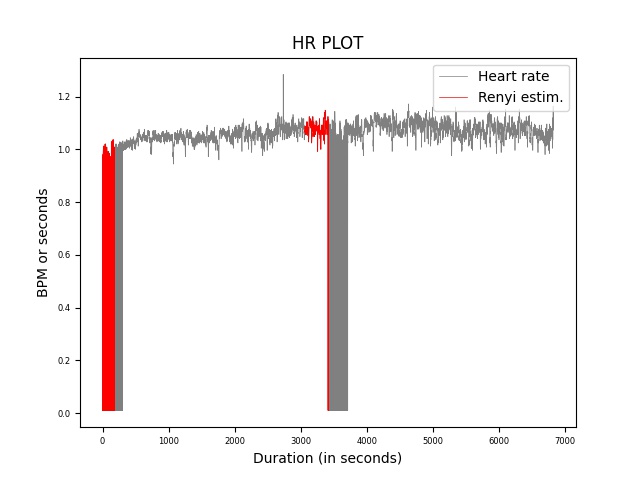 HR PLOT
Heart rate
Renyi estim.
BPM or seconds
1.2
1.0
0.8
0.6
0.4
0.2
0.0
0 1000 2000 3000 4000 5000 6000 7000
Duration (in seconds)